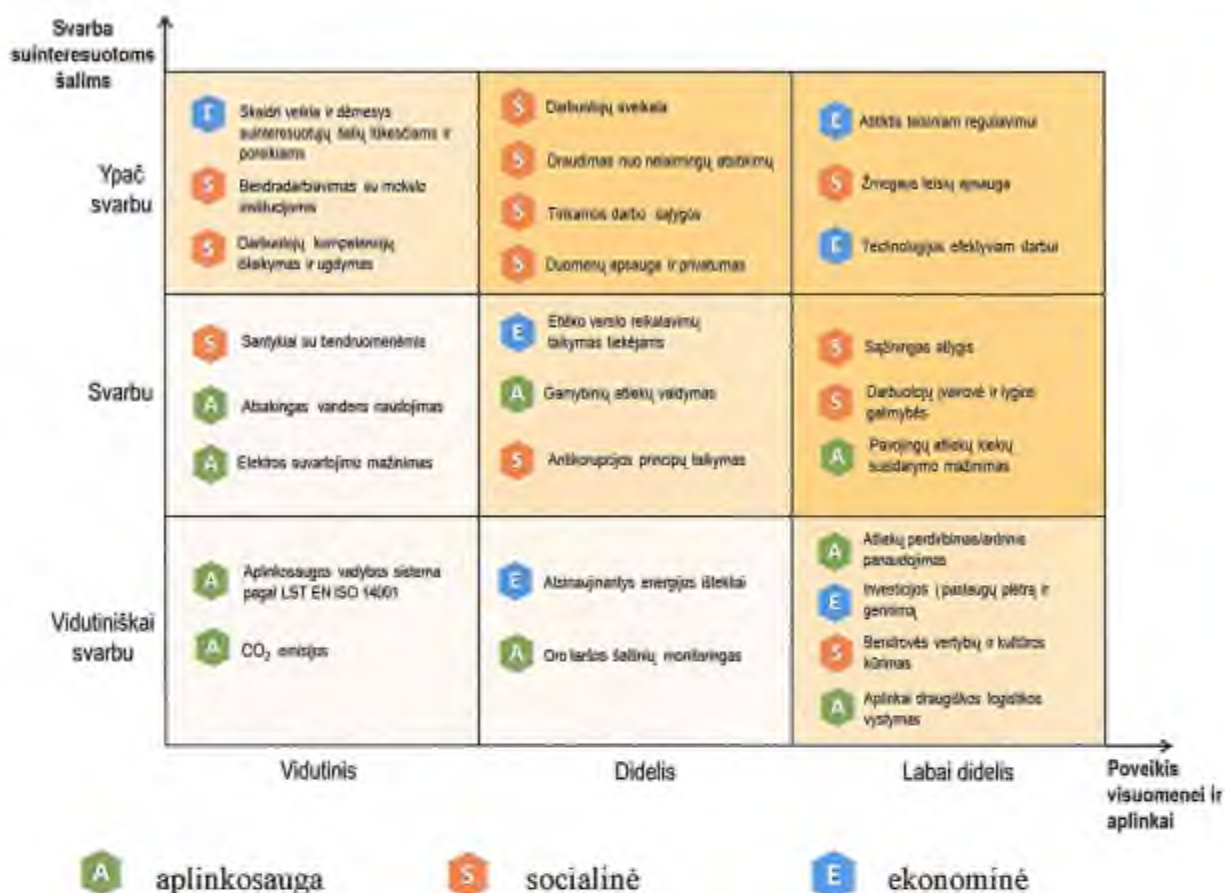 Svarba
suinteresuotoms
šalims
Ypač
svarbu
E
Skaidri veikla ir dėmesys
suinteresuotųjų šalių lūkesčiams ir
poreikiams
S
Bendradarbiavimas su mokslo
institucijomis
S
Darbuotojų kompetencijų
išlaikymas ir ugdymas
S
Darbuotojų sveikata
S
Draudimas nuo nelaimingų atsitikimų
S
Tinkamos darbo sąlygos
S
Duomenų apsauga ir privatumas
E
Atitiktis teisiniam reguliavimui
S
Žmogaus teisių apsauga
E
Technologijos efektyviam darbui
Svarbu
S
Santykiai su bendruomenėmis
A
Atsakingas vandens naudojimas
A
Elektros suvartojimo mažinimas
E
Etiško verslo reikalavimų
taikymas tiekėjams
A
Gamybinių atliekų valdymas
S
Antikorupcijos principų taikymas
S
Sąžiningas atlygis
S
Darbuotojų įvairovė ir lygios
galimybės
A
Pavojingų atliekų kiekių
susidarymo mažinimas
Vidutiniškai
svarbu
A
Aplinkosaugos vadybos sistema
pagal LST EN ISO 14001
A
CO₂ emisijos
E
Atsinaujinantys energijos ištekliai
A
Oro taršos šaltinių monitoringas
A
Atliekų perdirbimas/antrinis
panaudojimas
E
Investicijos į paslaugų plėtrą ir
gerinimą
S
Bendrovės vertybių ir kultūros
kūrimas
A
Aplinkai draugiškos logistikos
vystymas
Vidutinis
Didelis
Labai didelis
Poveikis
visuomenei ir
aplinkai
A aplinkosauga
S socialinė
E ekonominė